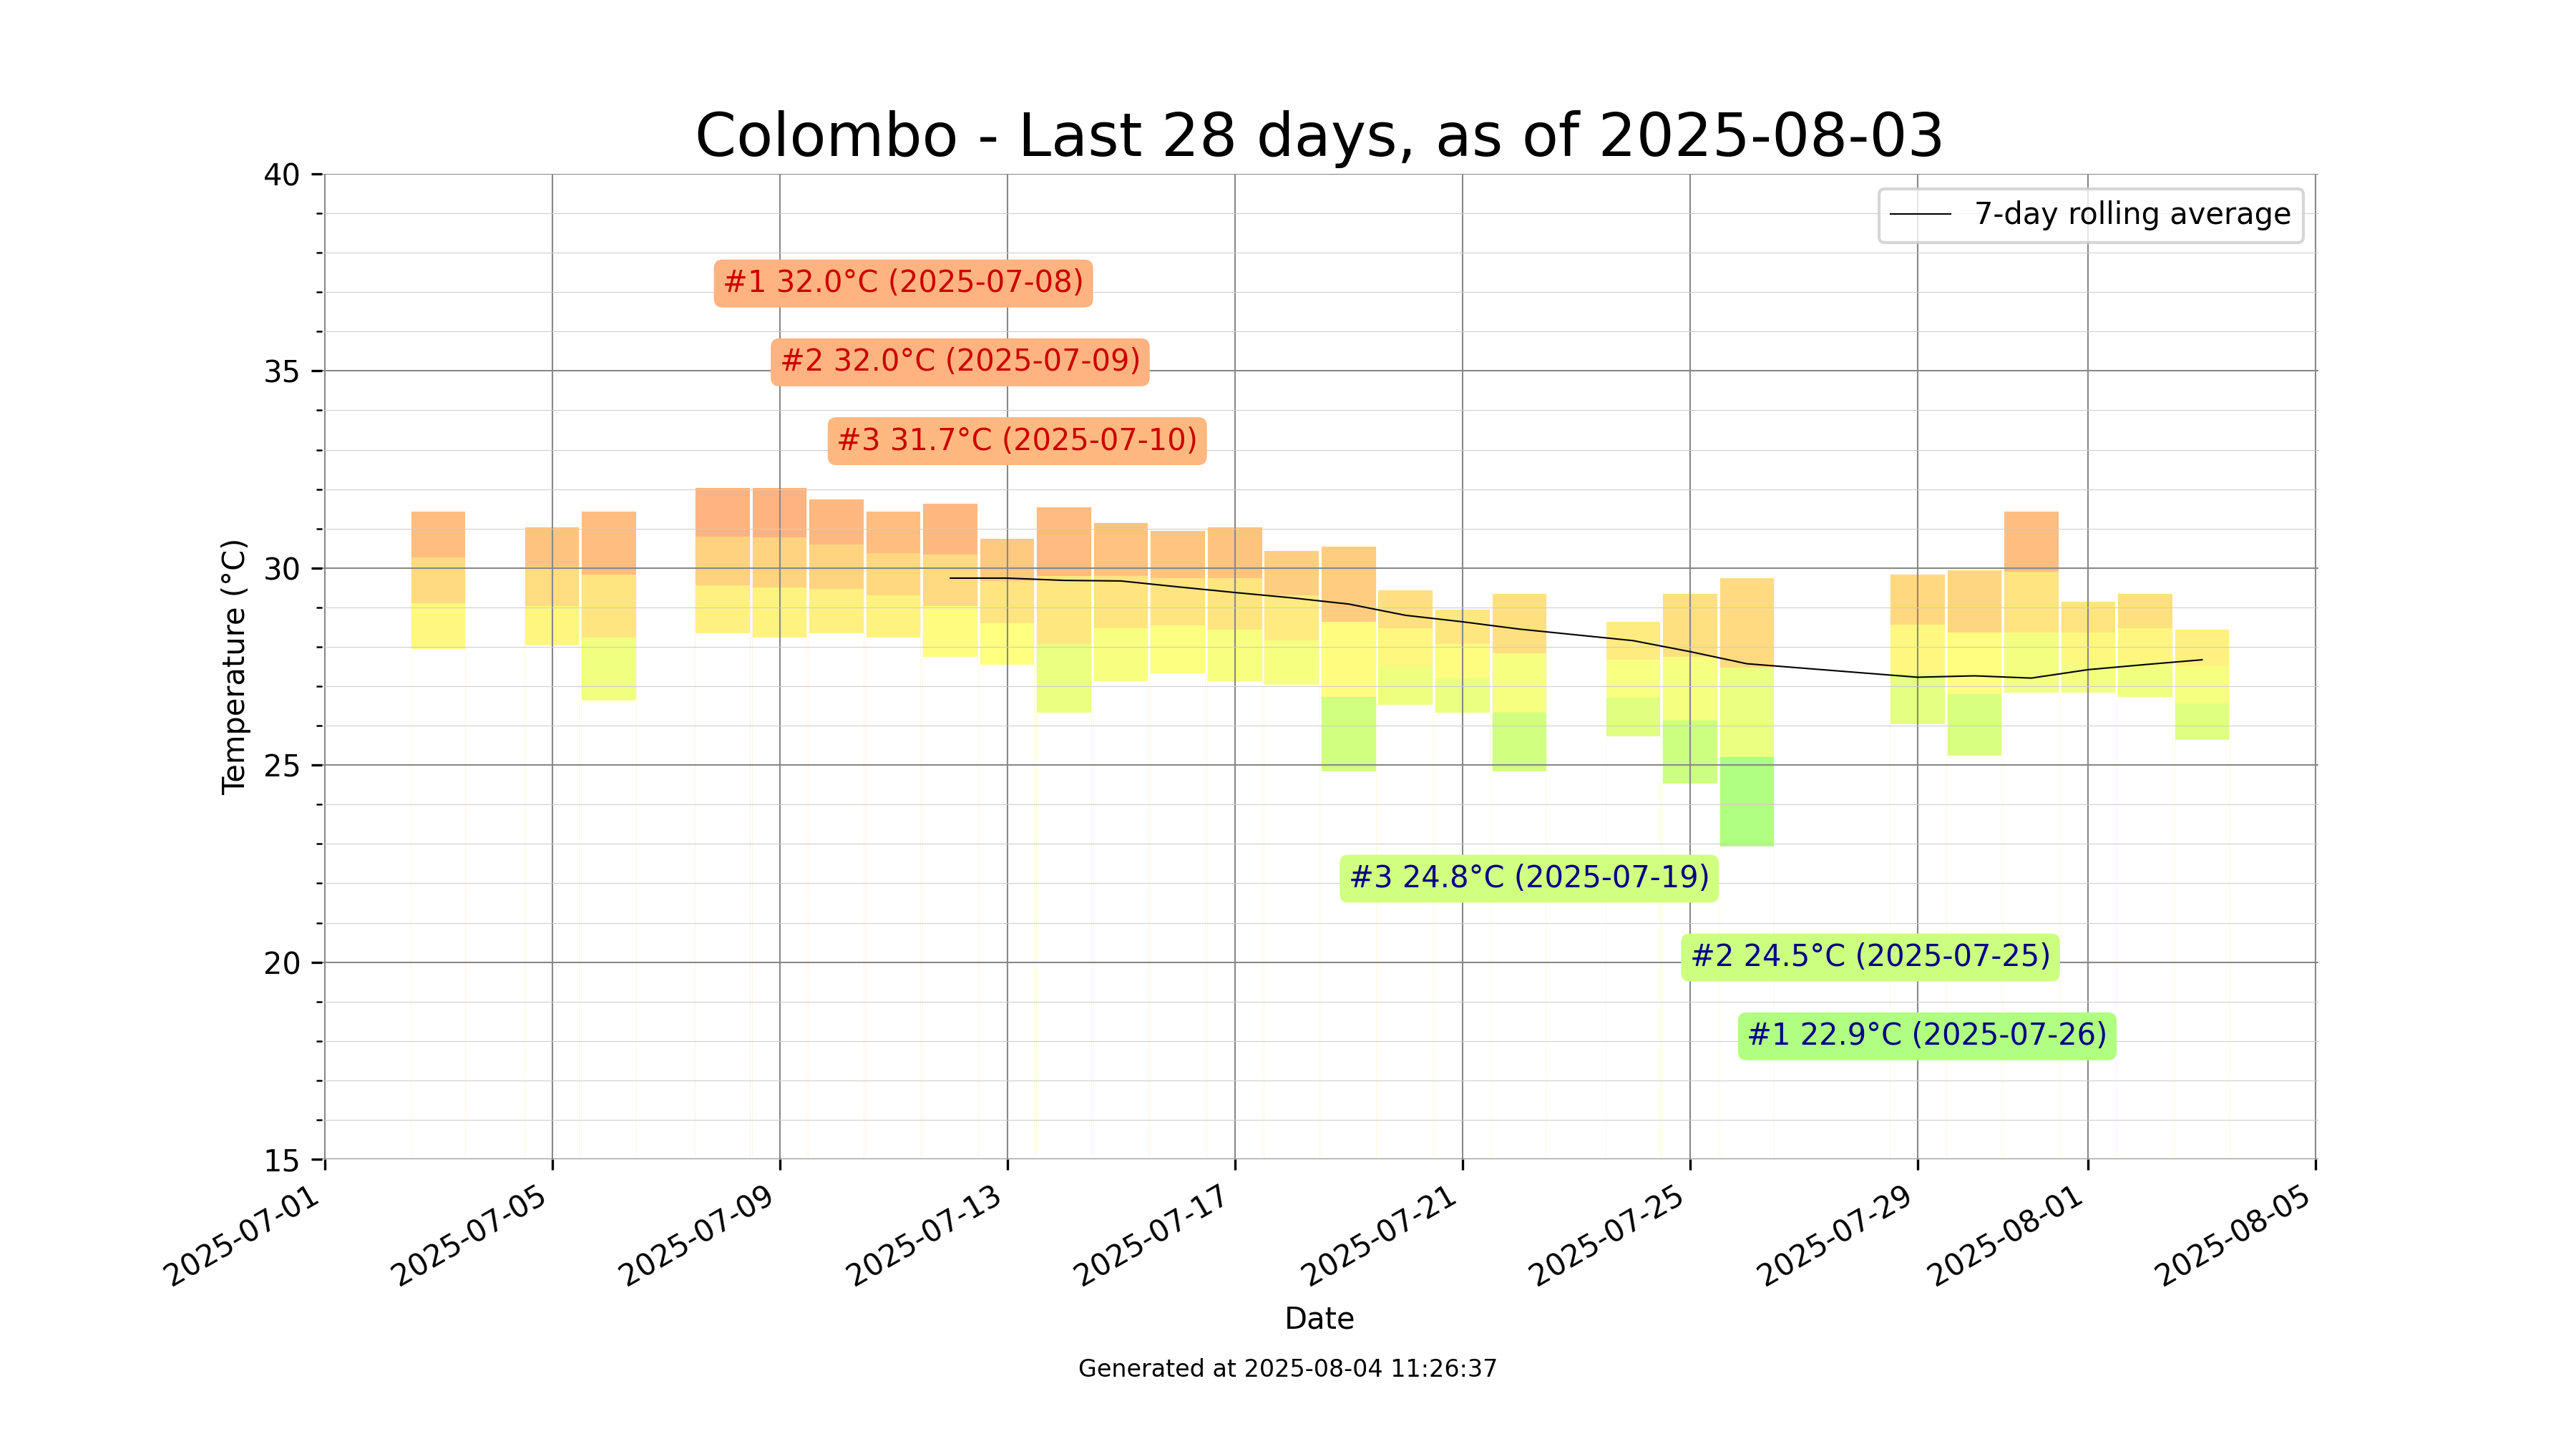 Colombo - Last 28 days, as of 2025-08-03
7-day rolling average
#1 32.0°C (2025-07-08)
#2 32.0°C (2025-07-09)
#3 31.7°C (2025-07-10)
#3 24.8°C (2025-07-19)
#2 24.5°C (2025-07-25)
#1 22.9°C (2025-07-26)
Temperature (°C)
40
35
30
25
20
15
2025-07-01
2025-07-05
2025-07-09
2025-07-13
2025-07-17
2025-07-21
2025-07-25
2025-07-29
2025-08-01
2025-08-05
Date
Generated at 2025-08-04 11:26:37